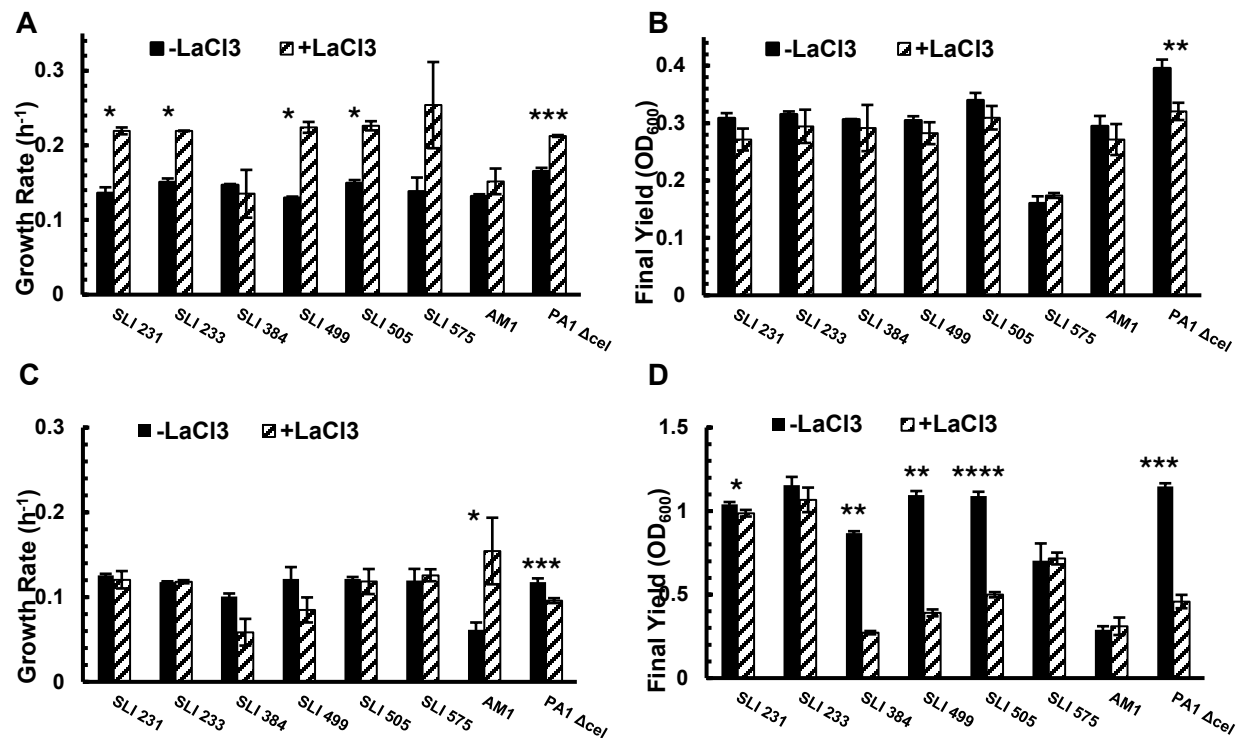 A
-LaCl3 +LaCl3
Growth Rate (h-1)
0.3
0.2
0.1
0
* * * * ***
SLI 231 SLI 233 SLI 384 SLI 499 SLI 505 SLI 575 AM1 PA1 Δcel
B
-LaCl3 +LaCl3
Final Yield (OD600)
0.4
0.3
0.2
0.1
0
**
SLI 231 SLI 233 SLI 384 SLI 499 SLI 505 SLI 575 AM1 PA1 Δcel
C
-LaCl3 +LaCl3
Growth Rate (h-1)
0.3
0.2
0.1
0
* ***
SLI 231 SLI 233 SLI 384 SLI 499 SLI 505 SLI 575 AM1 PA1 Δcel
D
-LaCl3 +LaCl3
Final Yield (OD600)
1.5
1
0.5
0
* ** ** **** ***
SLI 231 SLI 233 SLI 384 SLI 499 SLI 505 SLI 575 AM1 PA1 Δcel